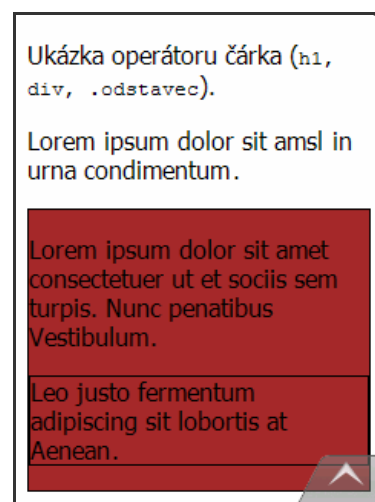 Ukázka operátoru čárka (h1,
div, .odstavec).
Lorem ipsum dolor sit amsl in
urna condimentum.
Lorem ipsum dolor sit amet
consectetuer ut et sociis sem
turpis. Nunc penatibus
Vestibulum.
Leo justo fermentum
adipiscing sit lobortis at
Aenean.